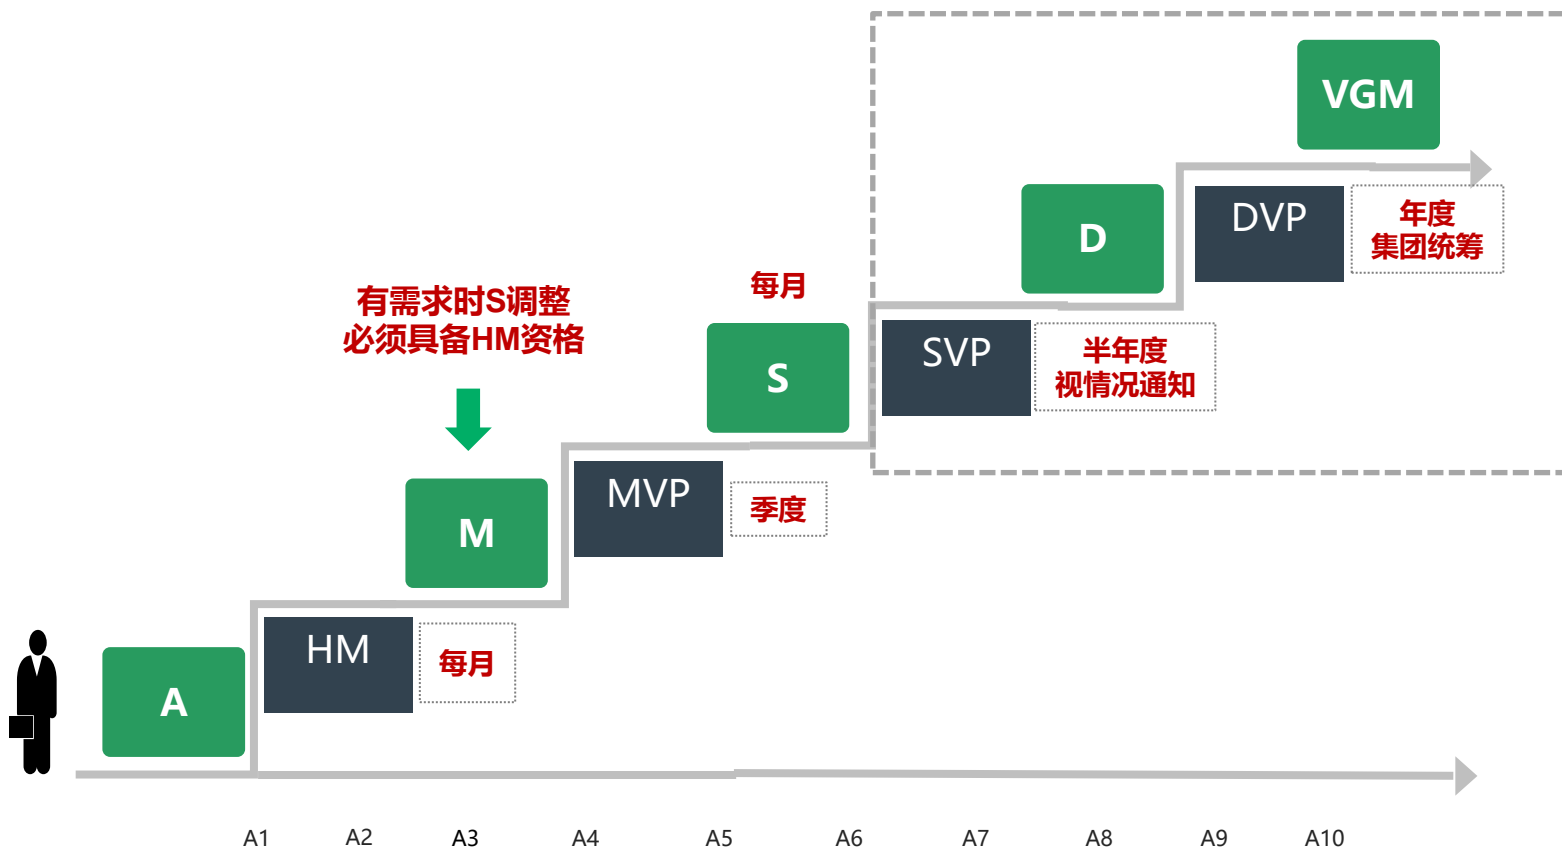 VGM
DVP
年度
集团统筹
D
每月
有需求时S调整
必须具备HM资格
S
SVP
半年度
视情况通知
M
MVP
季度
HM
每月
A
A1 A2 A3 A4 A5 A6 A7 A8 A9 A10